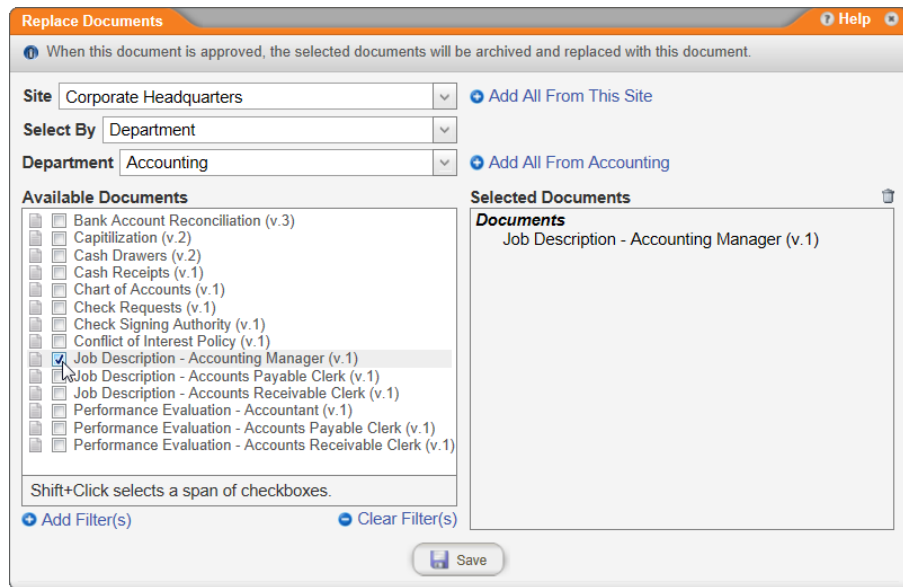 Replace Documents
Help
When this document is approved, the selected documents will be archived and replaced with this document.
Site Corporate Headquarters
Add All From This Site
Select By Department
Department Accounting
Add All From Accounting
Available Documents
Bank Account Reconciliation (v.3)
Capitilization (v.2)
Cash Drawers (v.2)
Cash Receipts (v.1)
Chart of Accounts (v.1)
Check Requests (v.1)
Check Signing Authority (v.1)
Conflict of Interest Policy (v.1)
Job Description - Accounting Manager (v.1)
Job Description - Accounts Payable Clerk (v.1)
Job Description - Accounts Receivable Clerk (v.1)
Performance Evaluation - Accountant (v.1)
Performance Evaluation - Accounts Payable Clerk (v.1)
Performance Evaluation - Accounts Receivable Clerk (v.1)
Shift+Click selects a span of checkboxes.
Add Filter(s)
Clear Filter(s)
Selected Documents
Documents
Job Description - Accounting Manager (v.1)
Save